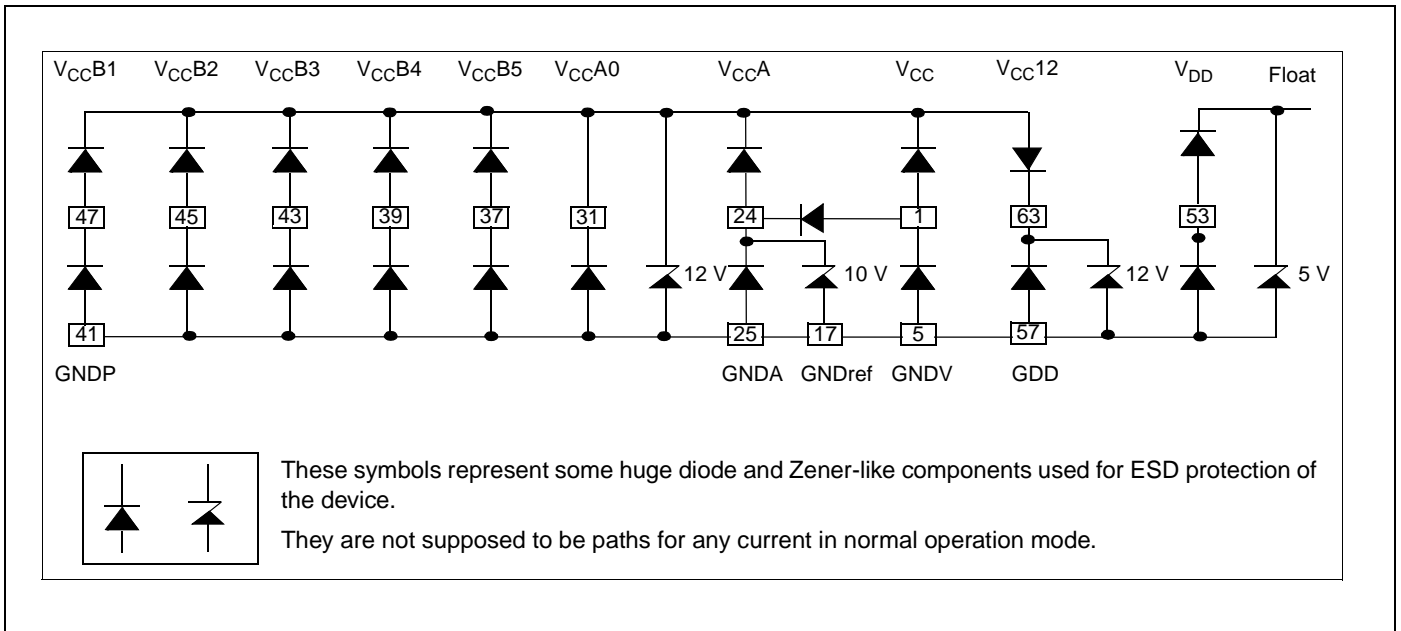 VCCB1 VCCB2 VCCB3 VCCB4 VCCB5 VCCA0 VCCA VCC VCC12 VDD Float
47 45 43 39 37 31 24 1 63 53
12 V 10 V 12 V 5 V
41 25 17 5 57
GNDP GNDA GNDref GNDV GDD
These symbols represent some huge diode and Zener-like components used for ESD protection of
the device.
They are not supposed to be paths for any current in normal operation mode.